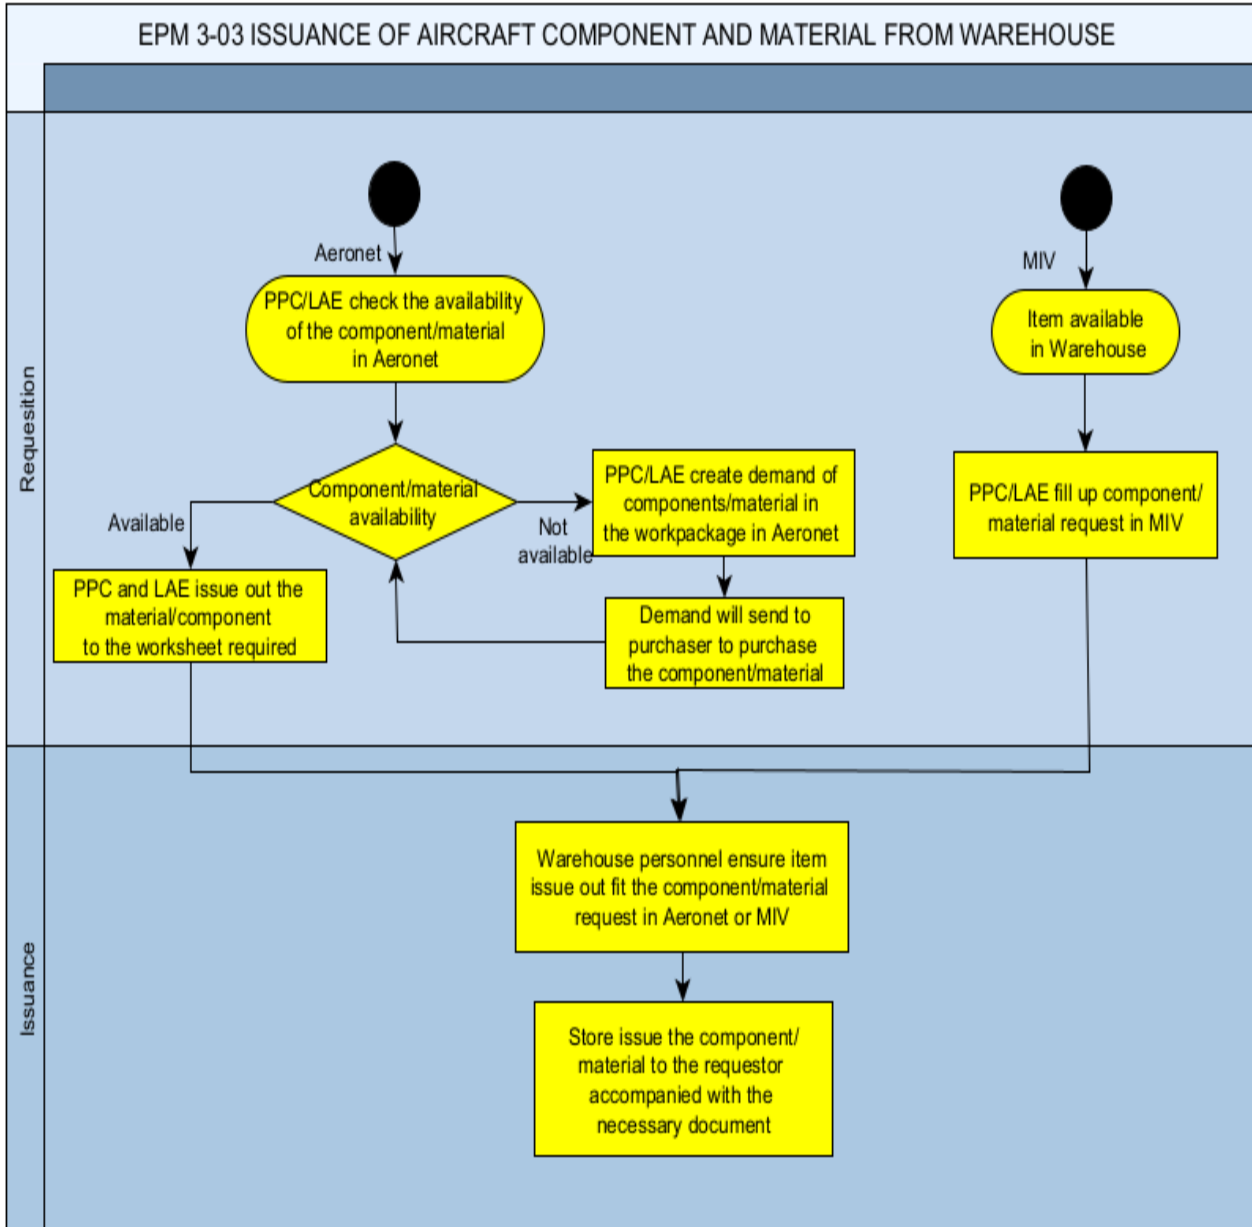 EPM 3-03 ISSUANCE OF AIRCRAFT COMPONENT AND MATERIAL FROM WAREHOUSE
Requesition
Aeronet
PPC/LAE check the availability
of the component/material
in Aeronet
Component/material
availability
Available
Not
available
PPC/LAE create demand of
components/material in
the workpackage in Aeronet
PPC and LAE issue out the
material/component
to the worksheet required
Demand will send to
purchaser to purchase
the component/material
MIV
Item available
in Warehouse
PPC/LAE fill up component/
material request in MIV
Issuance
Warehouse personnel ensure item
issue out fit the component/material
request in Aeronet or MIV
Store issue the component/
material to the requestor
accompanied with the
necessary document